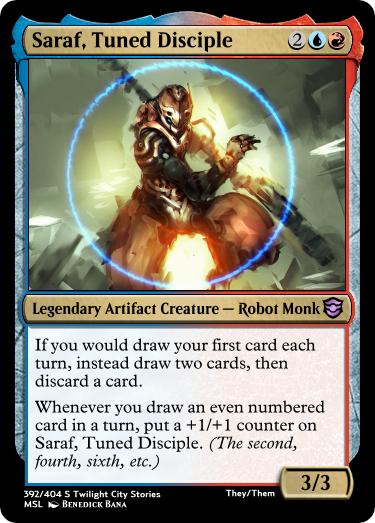 Saraf, Tuned Disciple 2
Legendary Artifact Creature — Robot Monk
If you would draw your first card each
turn, instead draw two cards, then
discard a card.
Whenever you draw an even numbered
card in a turn, put a +1/+1 counter on
Saraf, Tuned Disciple. (The second,
fourth, sixth, etc.)
3/3
392/404 S Twilight City Stories They/Them
MSL Benedick Bana